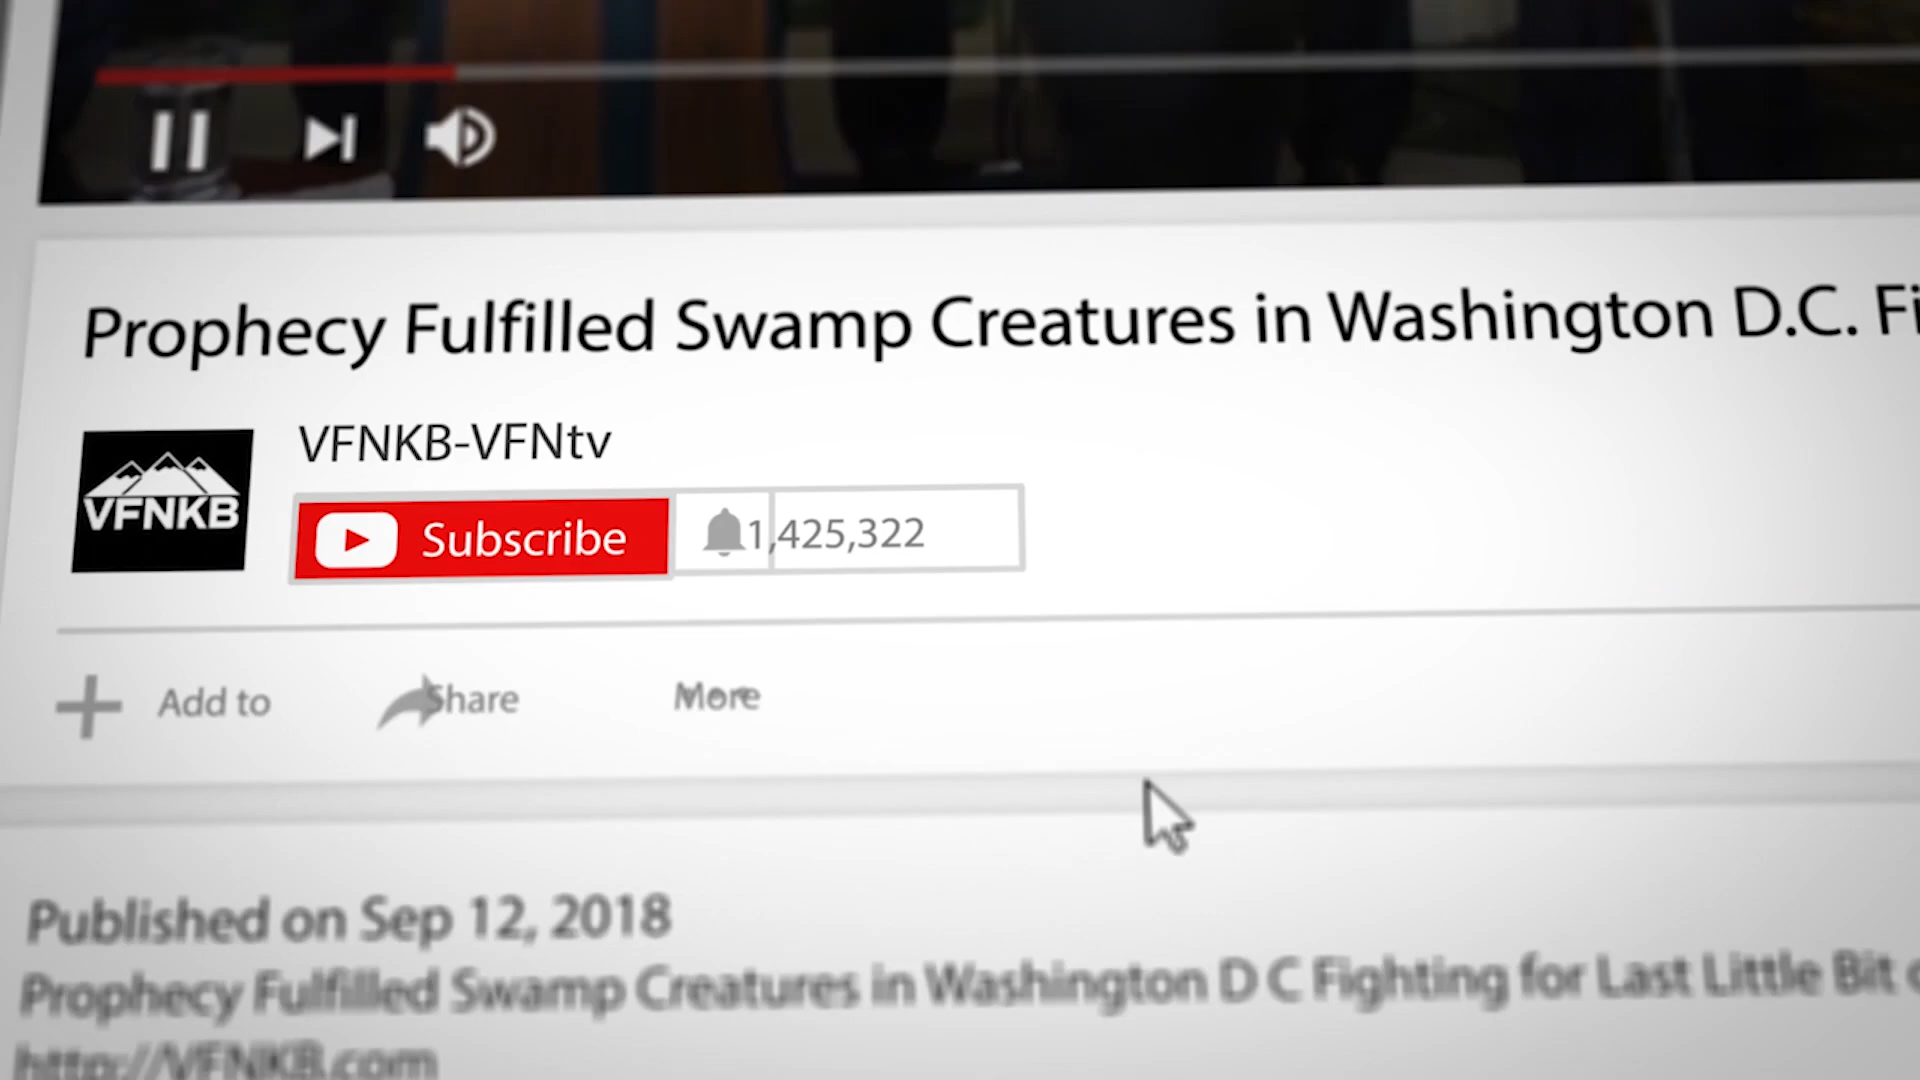 Prophecy Fulfilled Swamp Creatures in Washington D.C. Fi
VFNKB
VFNKB-VFNtv
Subscribe
1,425,322
Add to
Share
More
Published on Sep 12, 2018
Prophecy Fulfilled Swamp Creatures in Washington D C Fighting for Last Little Bit
http://VFNKB.com